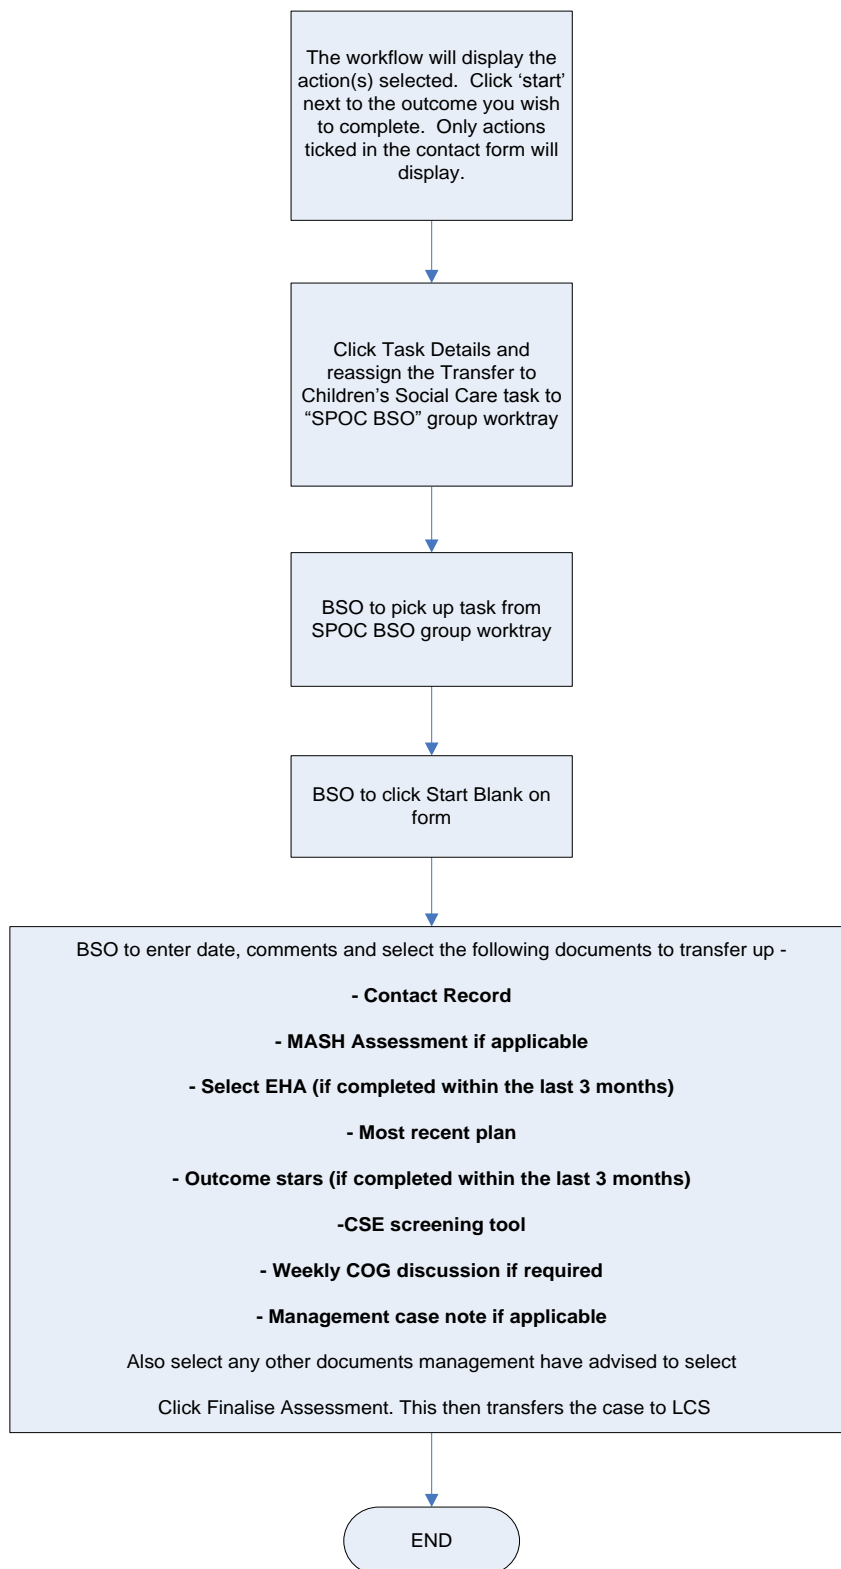 The workflow will display the
action(s) selected.  Click ‘start’
next to the outcome you wish
to complete.  Only actions
ticked in the contact form will
display.
Click Task Details and
reassign the Transfer to
Children’s Social Care task to
“SPOC BSO” group worktray
BSO to pick up task from
SPOC BSO group worktray
BSO to click Start Blank on
form
BSO to enter date, comments and select the following documents to transfer up -
- Contact Record
- MASH Assessment if applicable
- Select EHA (if completed within the last 3 months)
- Most recent plan
- Outcome stars (if completed within the last 3 months)
-CSE screening tool
- Weekly COG discussion if required
- Management case note if applicable
Also select any other documents management have advised to select
Click Finalise Assessment. This then transfers the case to LCS
END